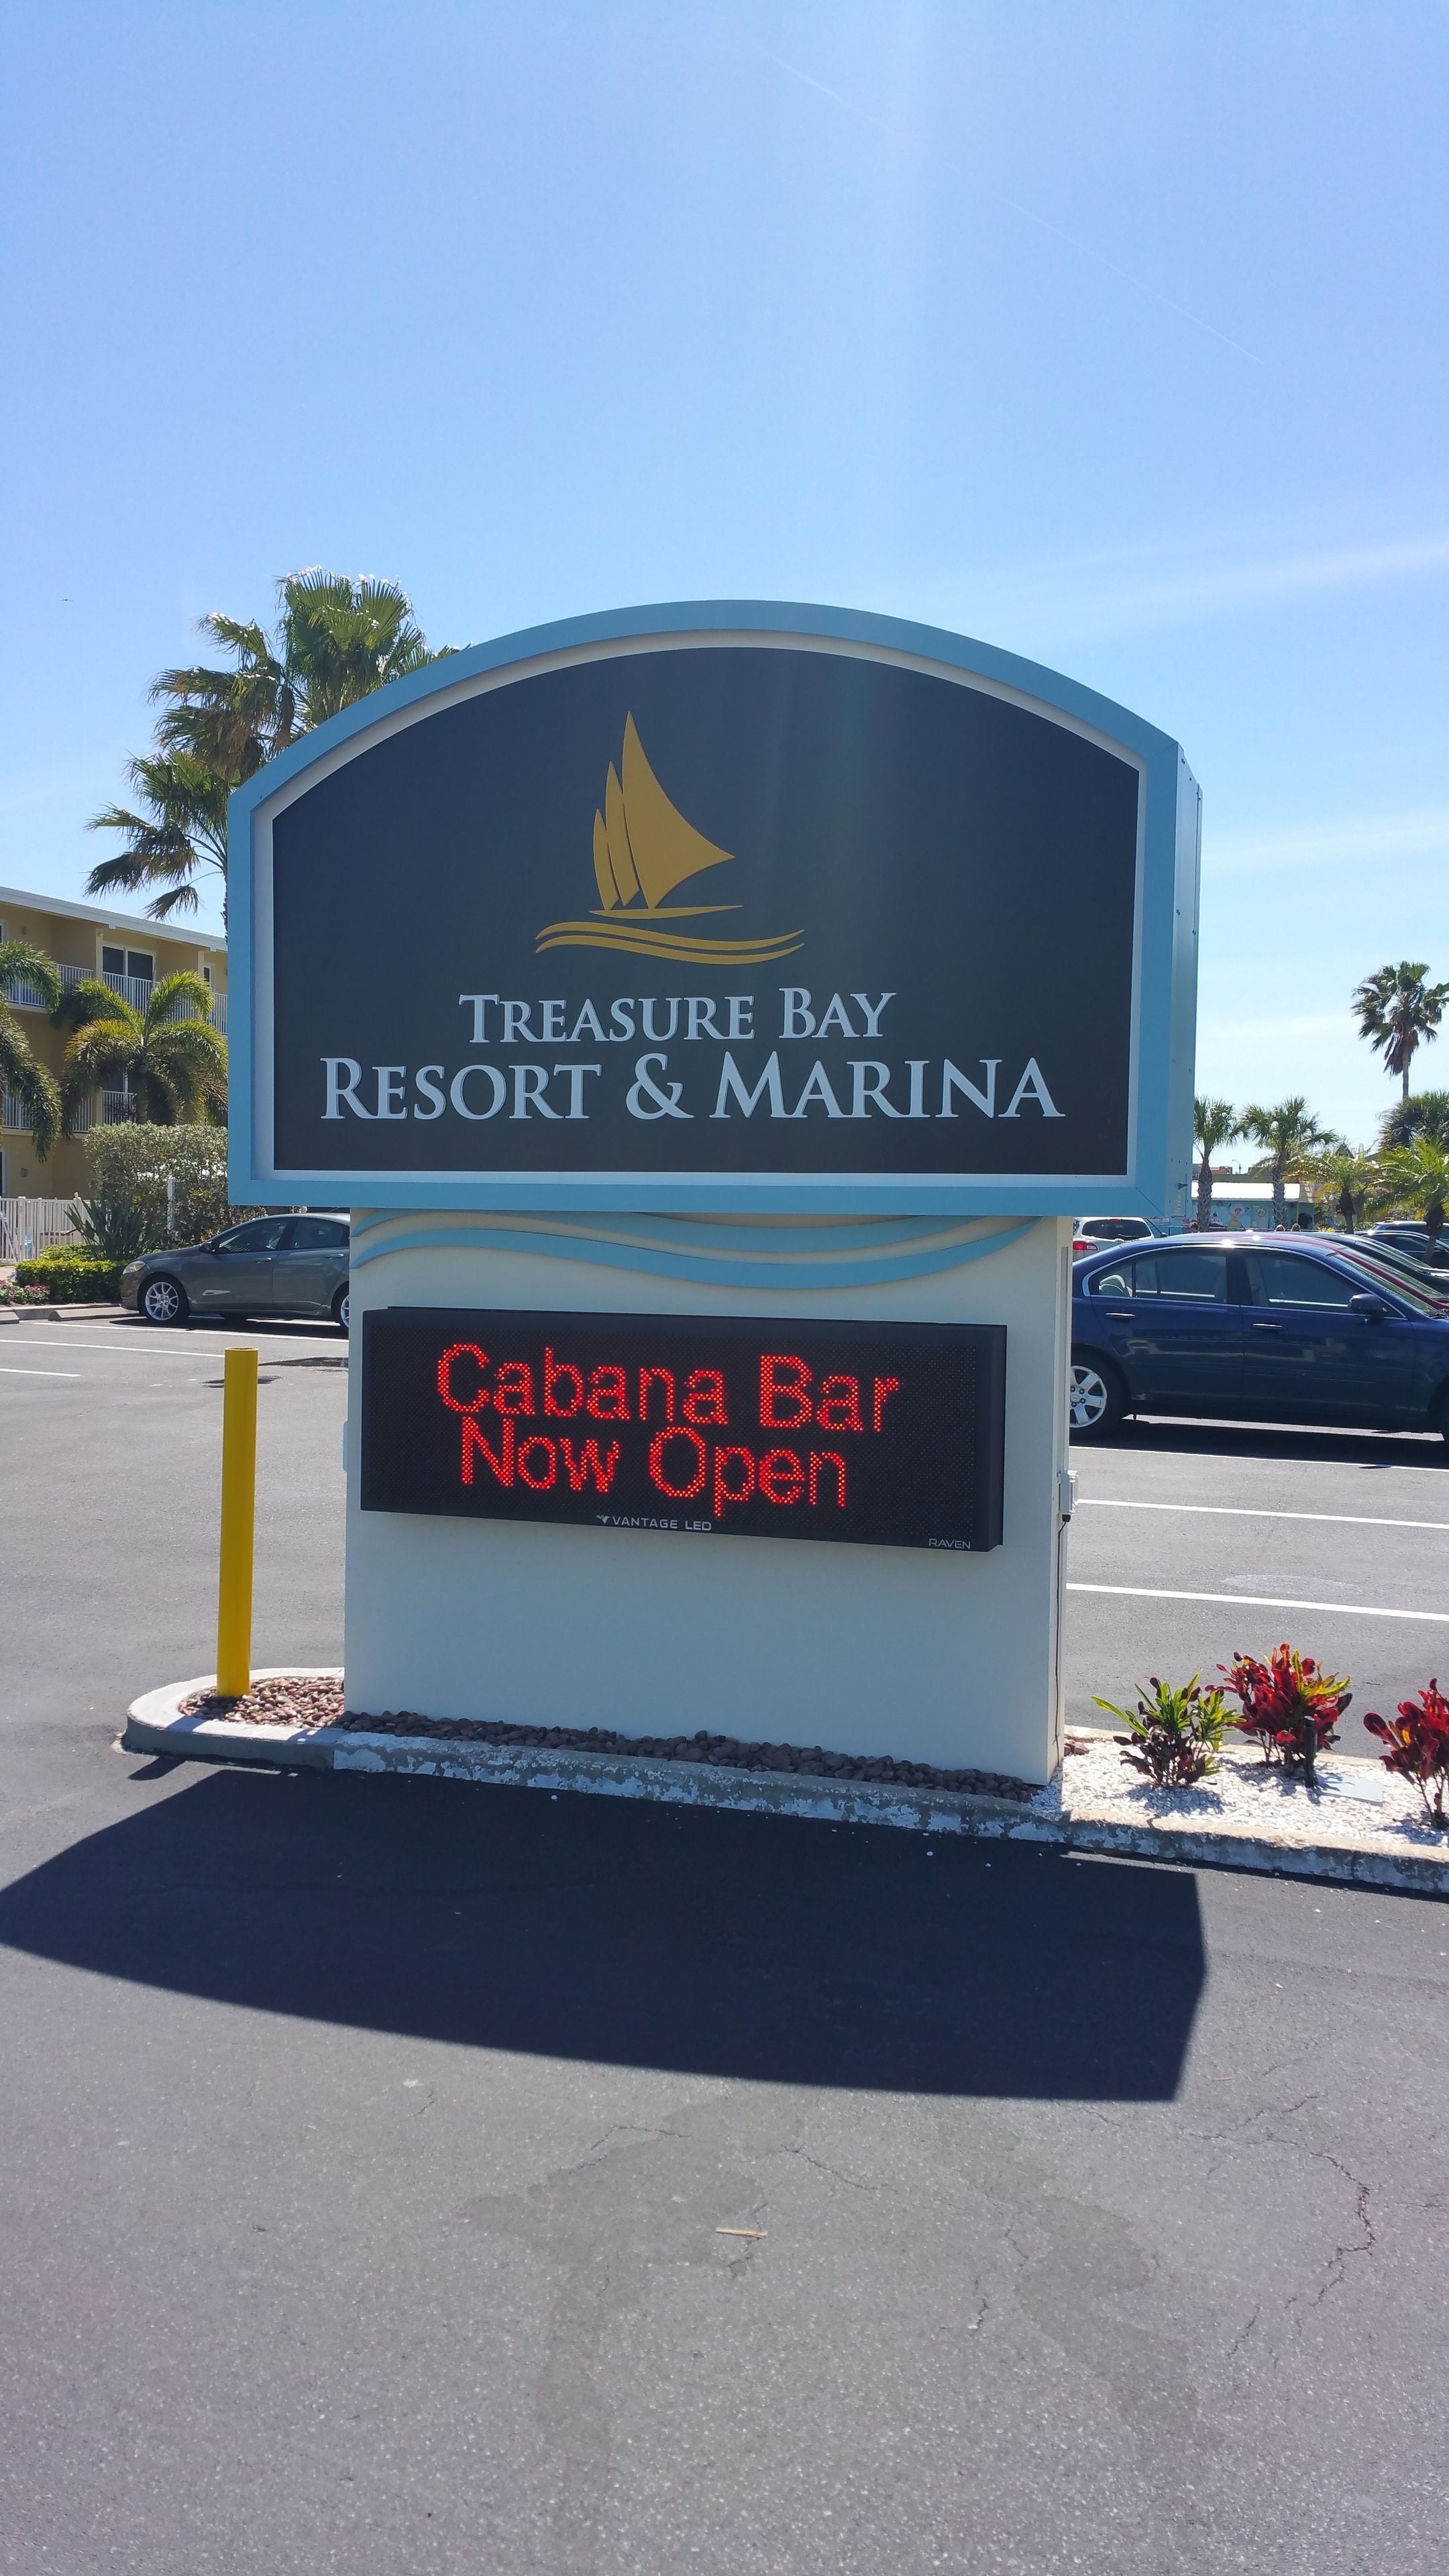 TREASURE BAY
RESORT & MARINA
Cabana Bar
Now Open
VANTAGE LED
RAVEN